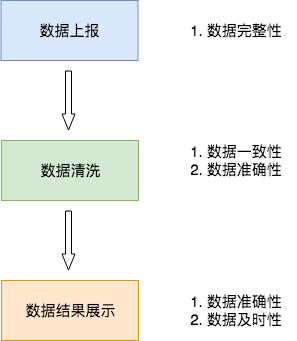 数据上报
1. 数据完整性
数据清洗
1. 数据一致性
2. 数据准确性
数据结果展示
1. 数据准确性
2. 数据及时性